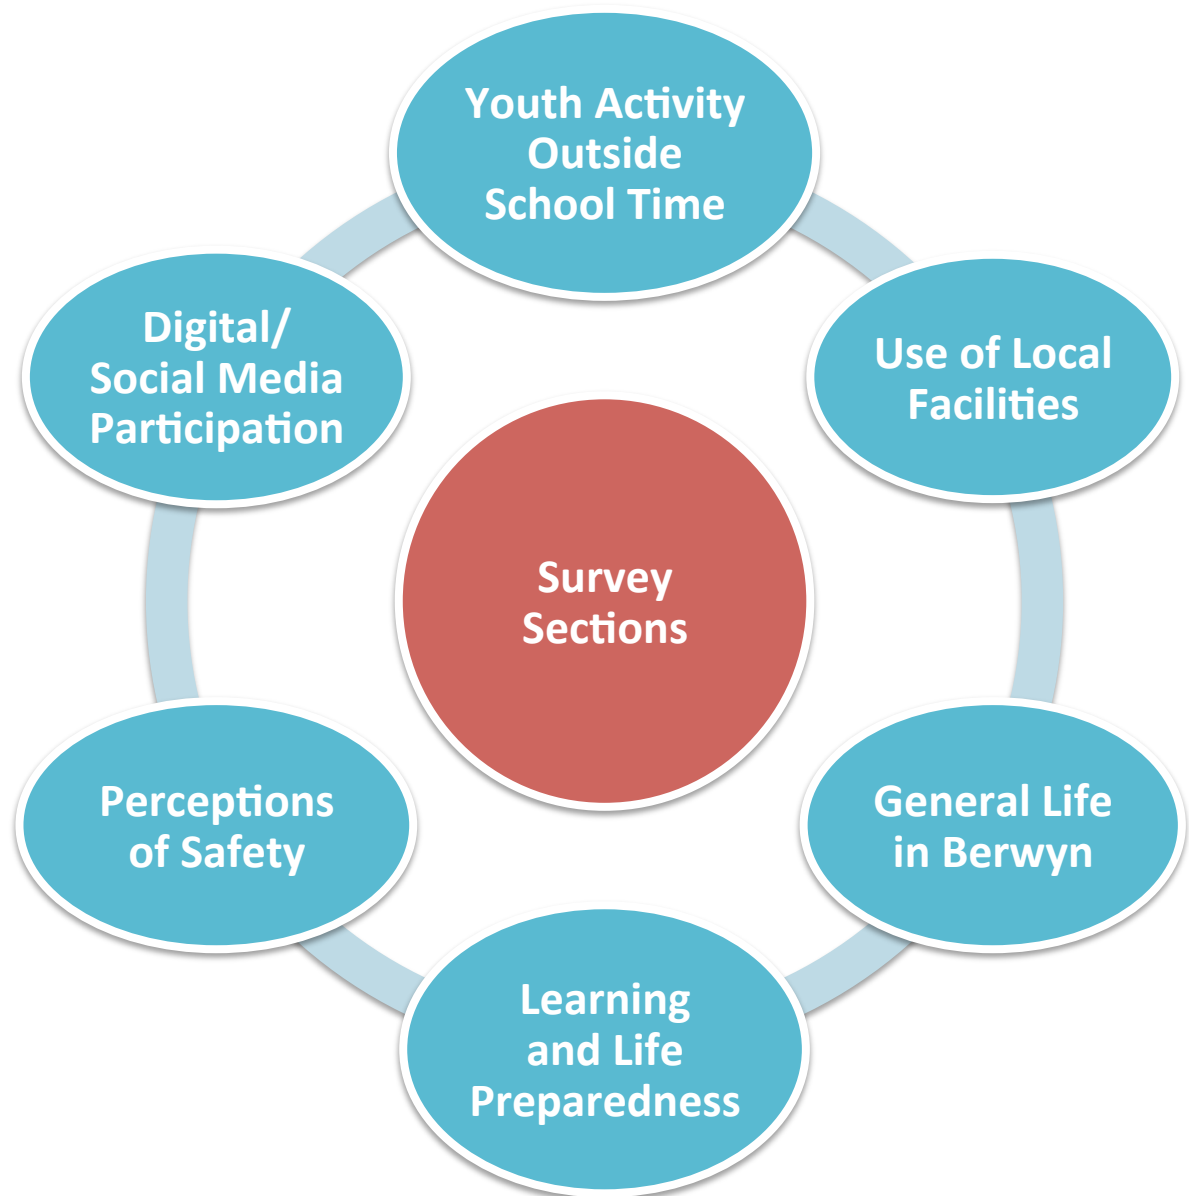 Youth Activity
Outside
School Time
Use of Local
Facilities
General Life
in Berwyn
Learning
and Life
Preparedness
Perceptions
of Safety
Digital/
Social Media
Participation
Survey
Sections